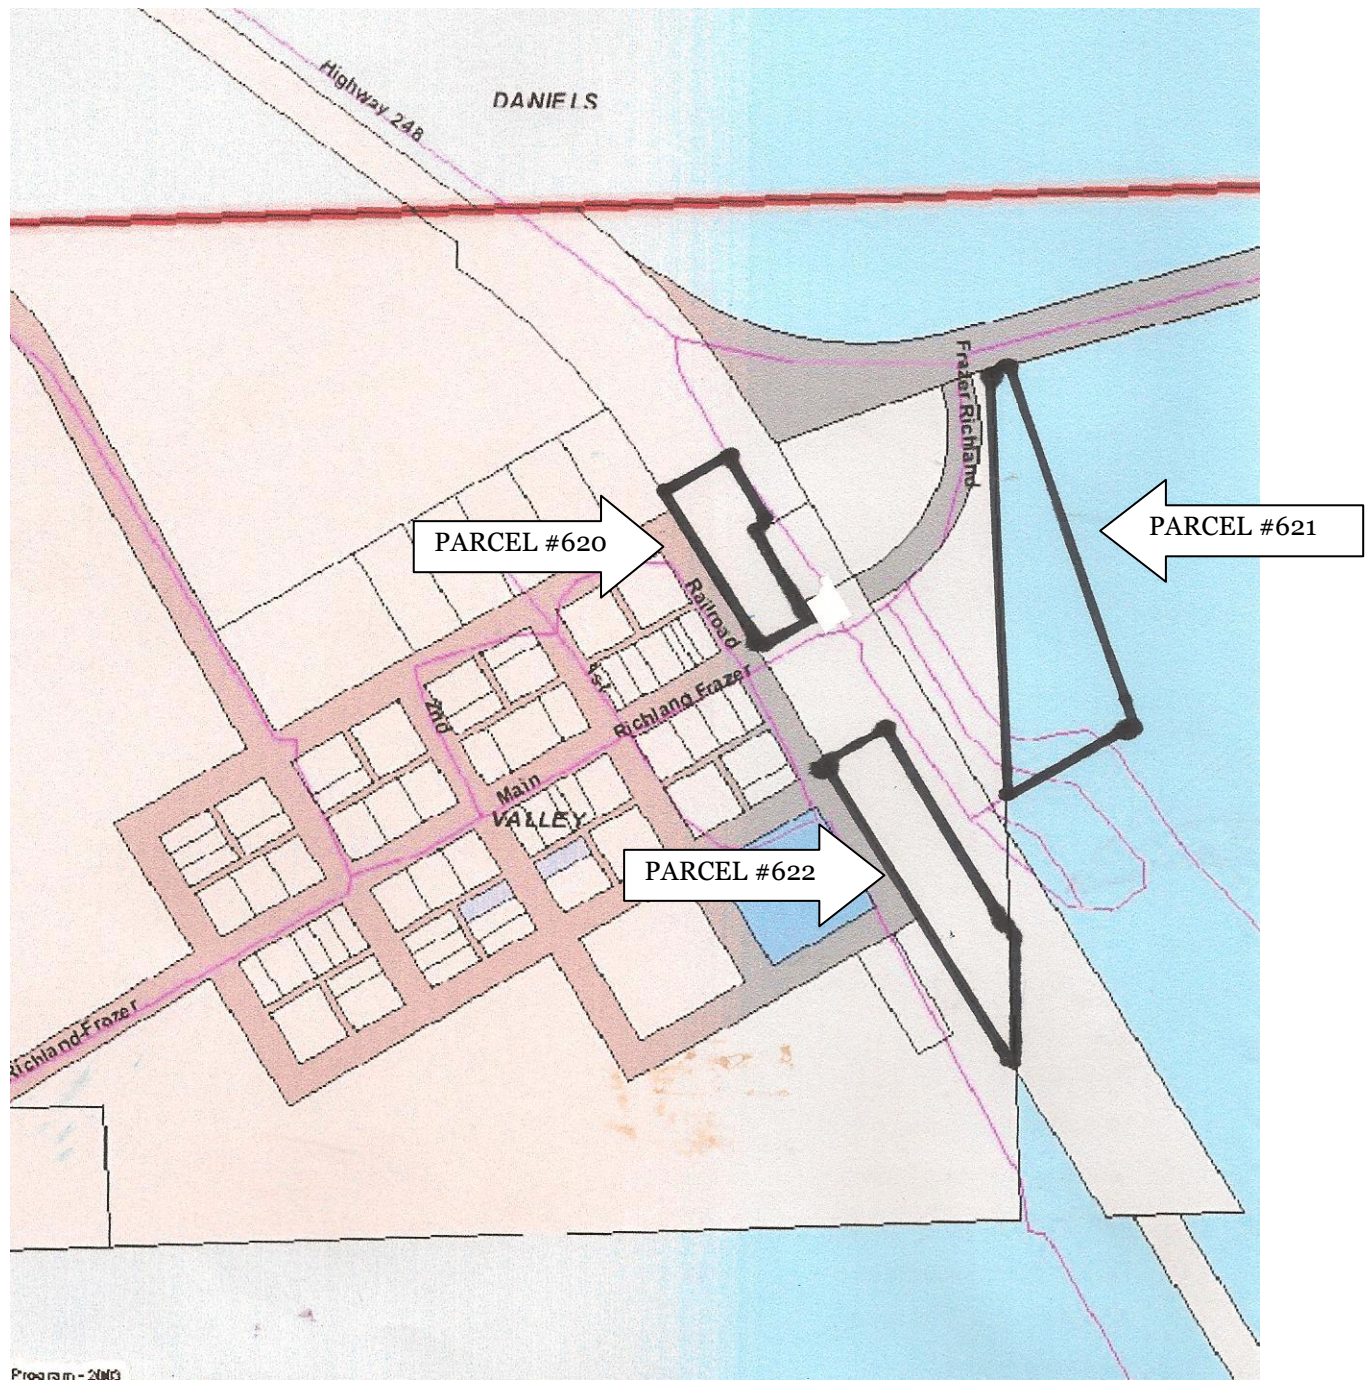 Highway 248
DANIELS
Frazer Richland
PARCEL #620
PARCEL #621
Railroad
1st
2nd
Richland Frazer
Main
VALLEY
PARCEL #622
Richland-Frazer
Program - 2003